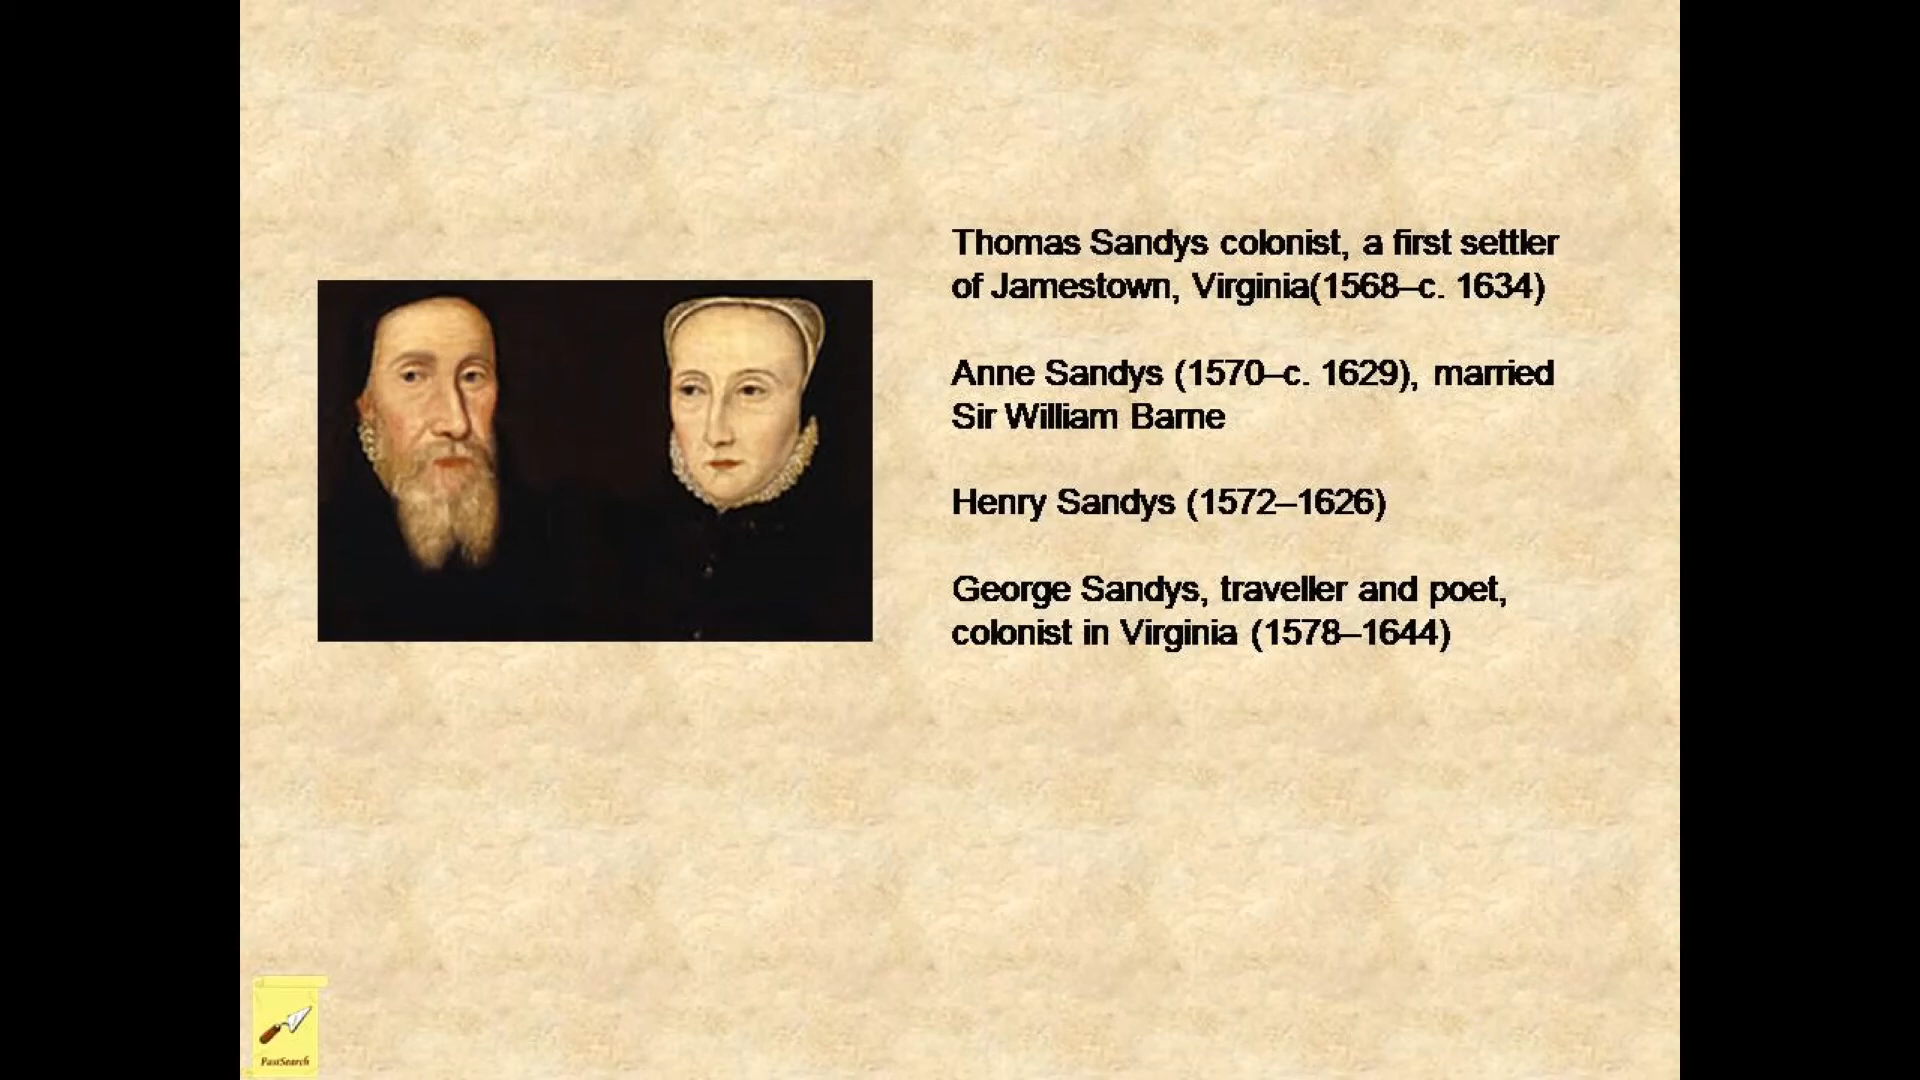 Thomas Sandys colonist, a first settler
of Jamestown, Virginia(1568–c. 1634)
Anne Sandys (1570–c. 1629), married
Sir William Barne
Henry Sandys (1572–1626)
George Sandys, traveller and poet,
colonist in Virginia (1578–1644)
PastSearch